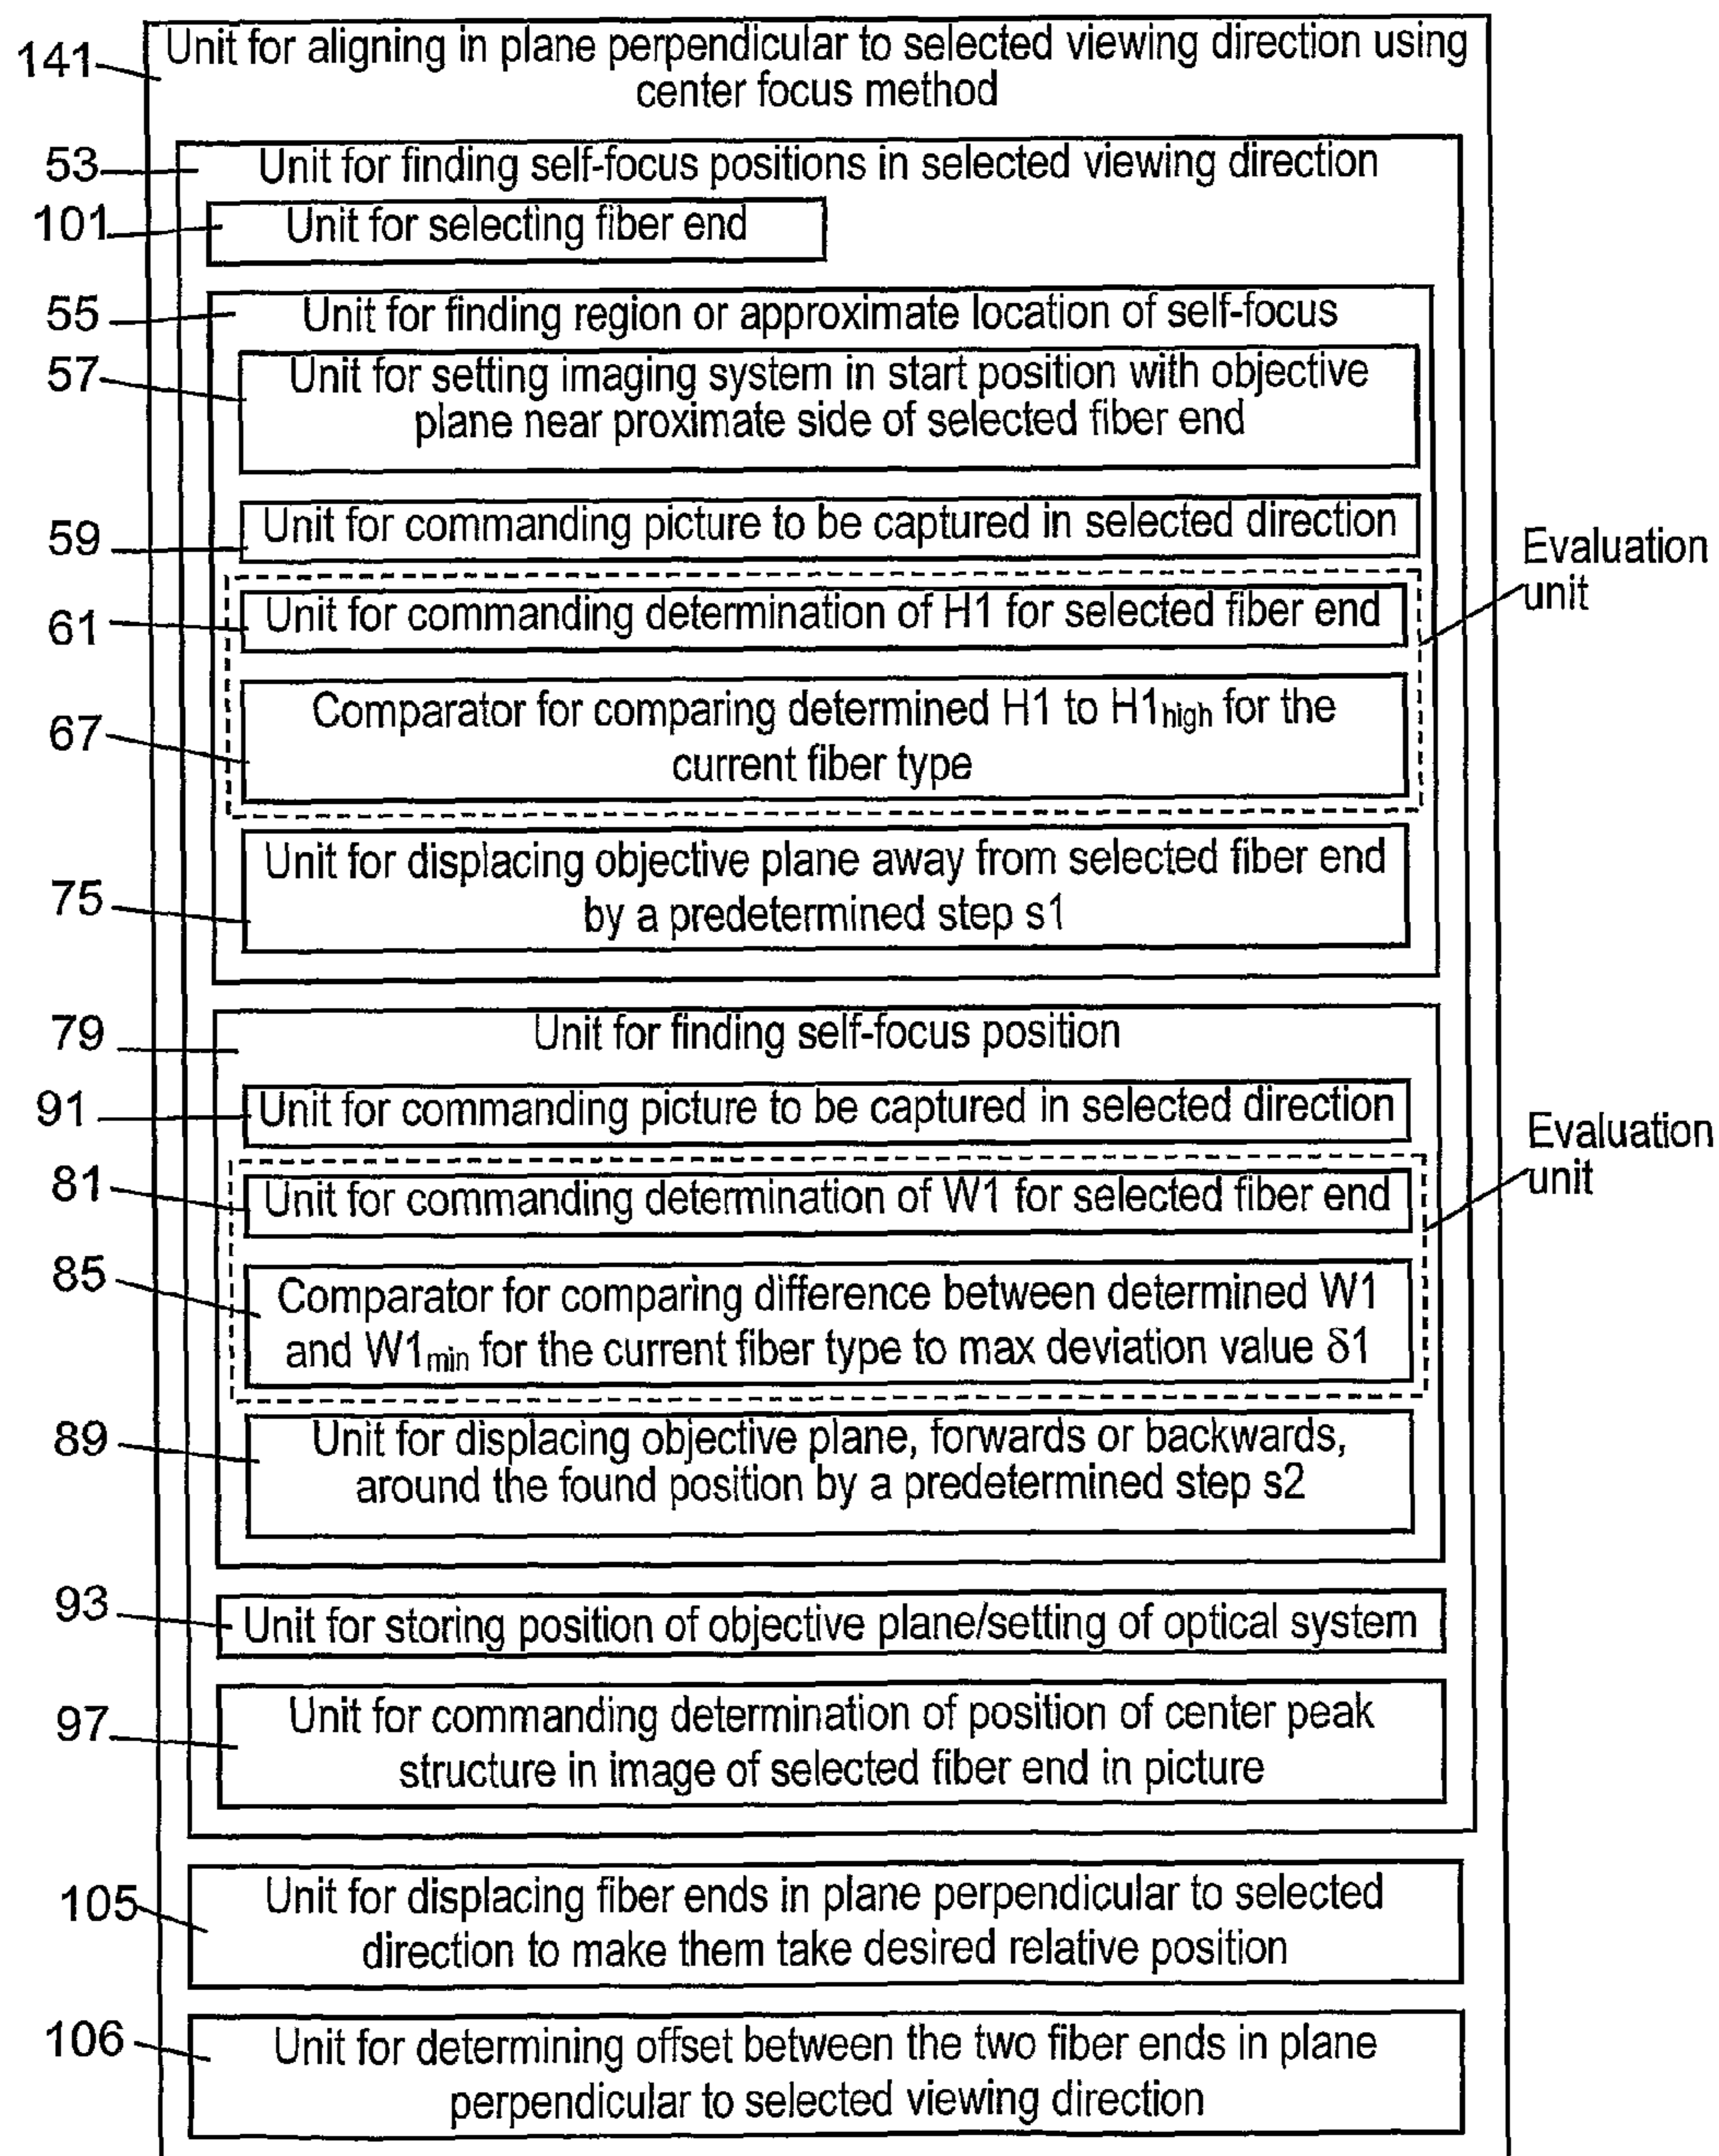 141
Unit for aligning in plane perpendicular to selected viewing direction using
center focus method
53
Unit for finding self-focus positions in selected viewing direction
101
Unit for selecting fiber end
55
Unit for finding region or approximate location of self-focus
57
Unit for setting imaging system in start position with objective
plane near proximate side of selected fiber end
59
Unit for commanding picture to be captured in selected direction
Evaluation
unit
61
Unit for commanding determination of H1 for selected fiber end
67
Comparator for comparing determined H1 to H1high for the
current fiber type
75
Unit for displacing objective plane away from selected fiber end
by a predetermined step s1
79
Unit for finding self-focus position
91
Unit for commanding picture to be captured in selected direction
Evaluation
unit
81
Unit for commanding determination of W1 for selected fiber end
85
Comparator for comparing difference between determined W1
and W1min for the current fiber type to max deviation value δ1
89
Unit for displacing objective plane, forwards or backwards,
around the found position by a predetermined step s2
93
Unit for storing position of objective plane/setting of optical system
97
Unit for commanding determination of position of center peak
structure in image of selected fiber end in picture
105
Unit for displacing fiber ends in plane perpendicular to selected
direction to make them take desired relative position
106
Unit for determining offset between the two fiber ends in plane
perpendicular to selected viewing direction